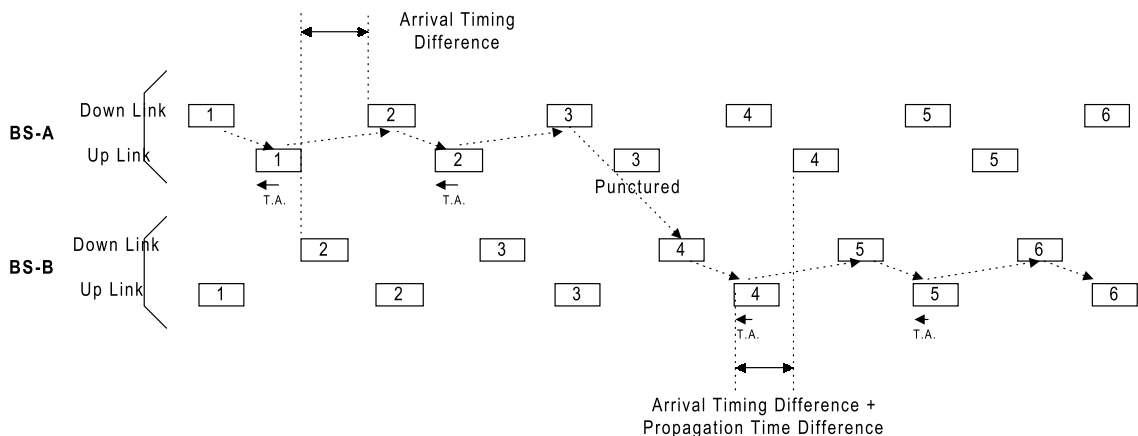 Arrival Timing
Difference
Down Link 1 2 3 4 5 6
BS-A
Up Link 1 2 3 4 5
Punctured
T.A. T.A.
Down Link 2 3 4 5 6
BS-B
Up Link 1 2 3 4 5 6
T.A. T.A.
Arrival Timing Difference +
Propagation Time Difference